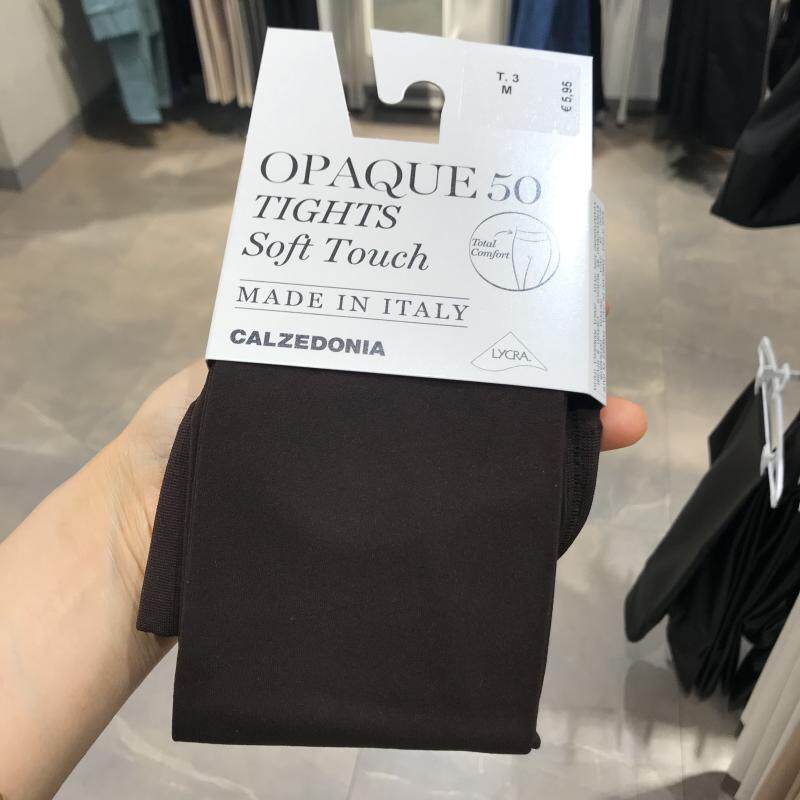 T. 3
M
€ 5,95
OPAQUE 50
TIGHTS
Soft Touch
Total
Comfort
MADE IN ITALY
CALZEDONIA
LYCRA